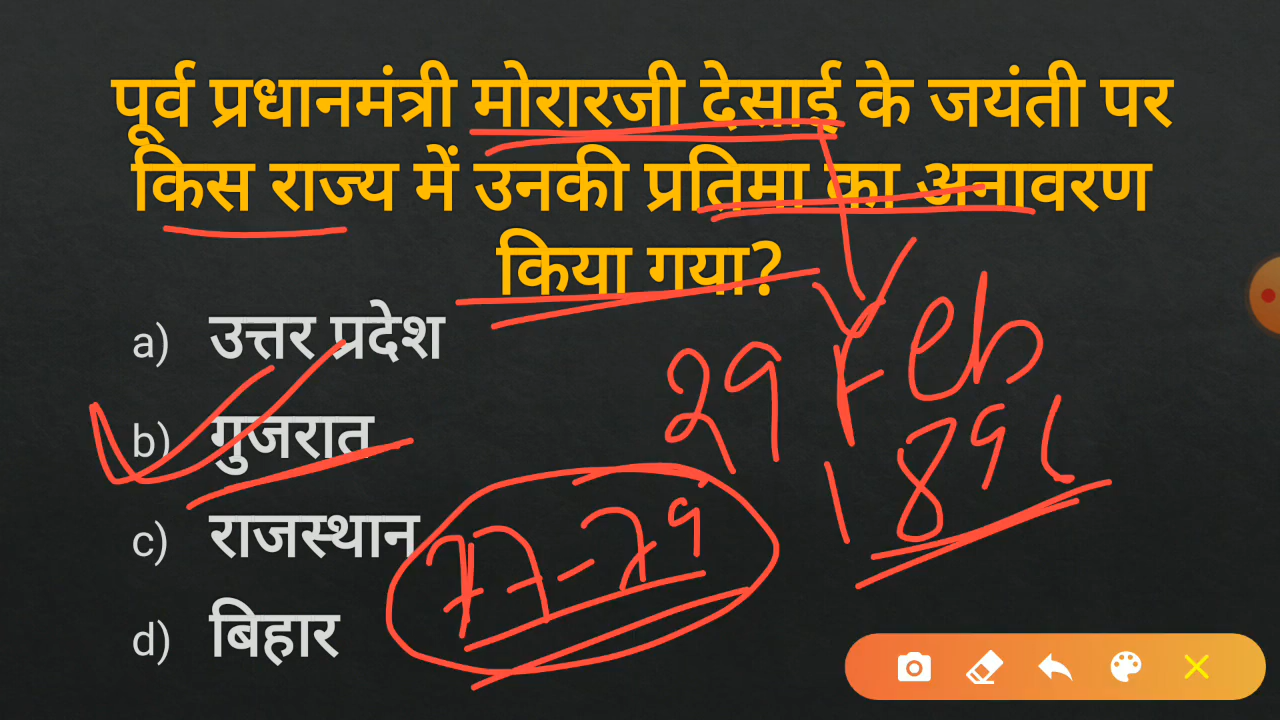 पूर्व प्रधानमंत्री मोरारजी देसाई के जयंती पर
किस राज्य में उनकी प्रतिमा का अनावरण
किया गया?
a) उत्तर प्रदेश
29 Feb
b) गुजरात
1896
c) राजस्थान
77-79
d) बिहार